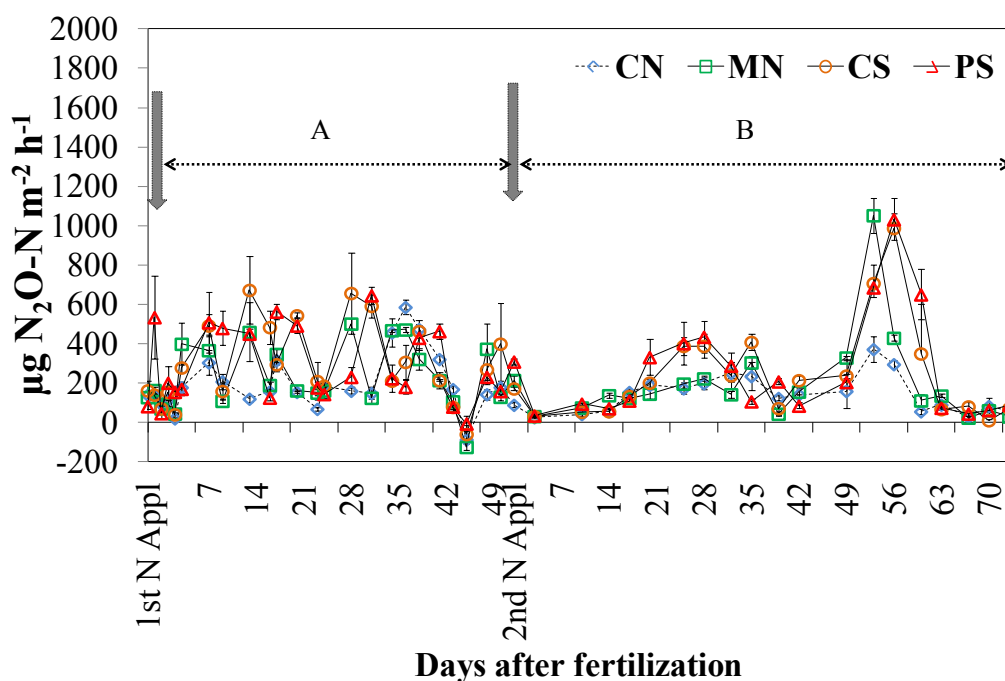 2000
1800
1600
1400
1200
1000
800
600
400
200
0
-200
µg N₂O-N m⁻² h⁻¹
CN MN CS PS
A B
1st N Appl 7 14 21 28 35 42 49 2nd N Appl 7 14 21 28 35 42 49 56 63 70
Days after fertilization